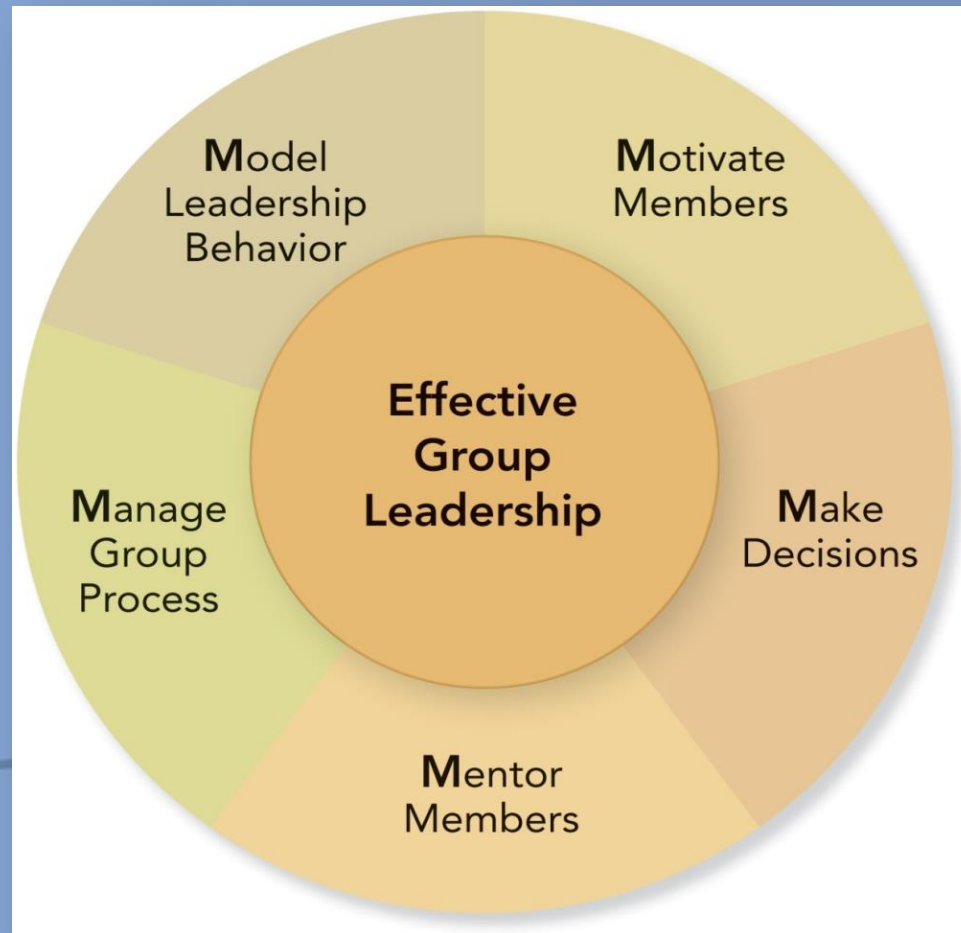 Model
Leadership
Behavior
Motivate
Members
Effective
Group
Leadership
Manage
Group
Process
Make
Decisions
Mentor
Members